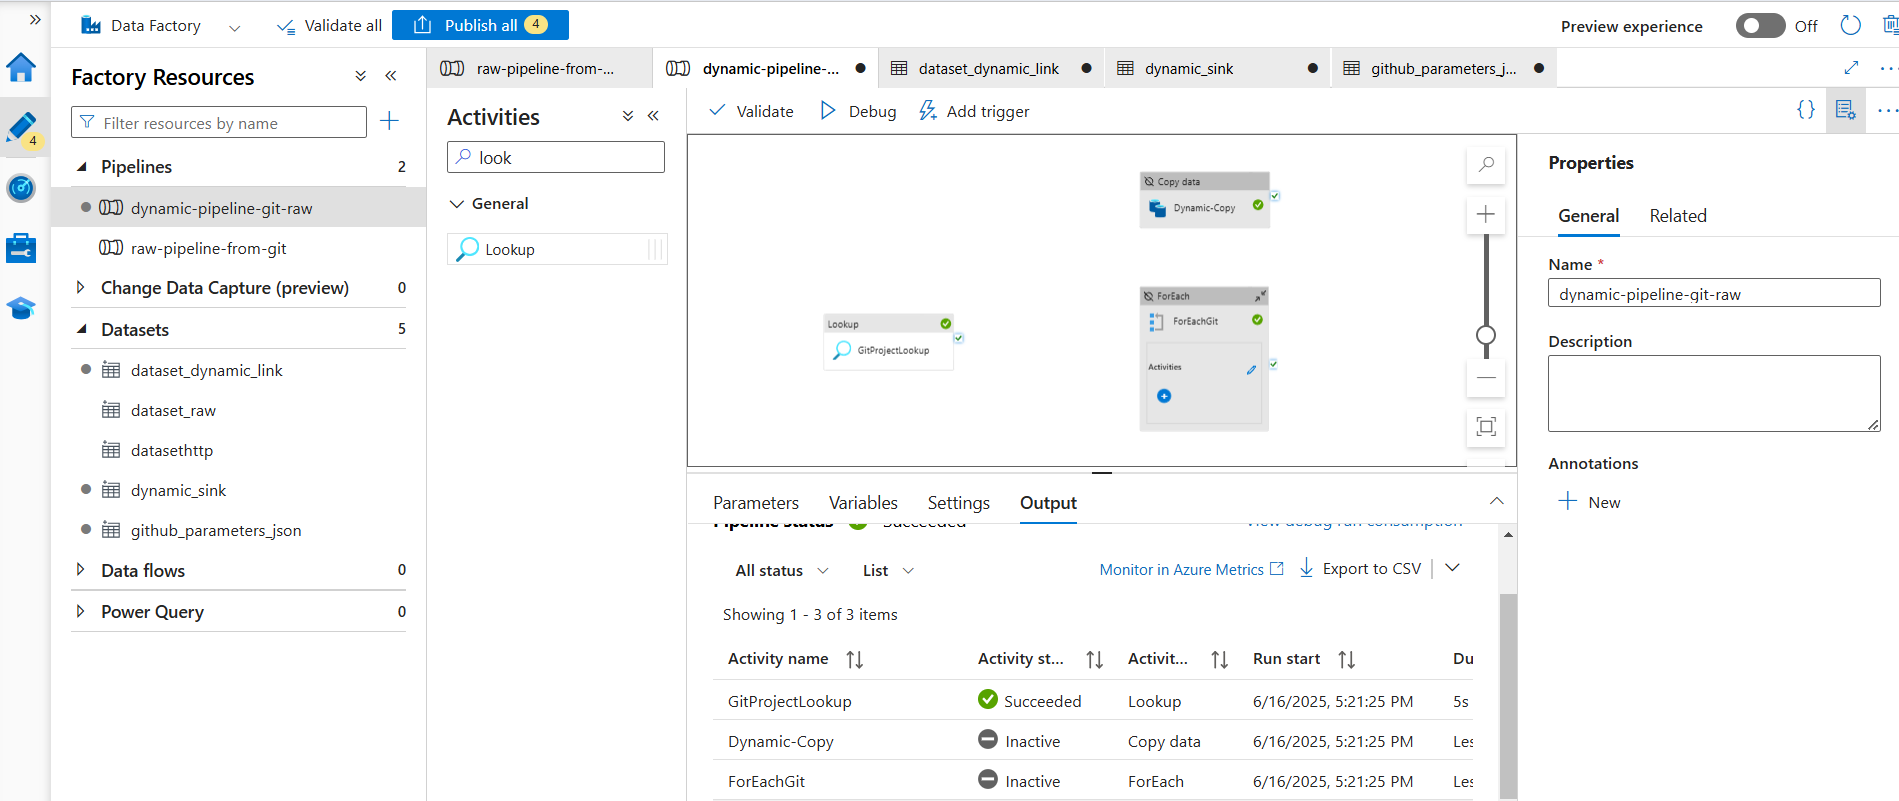 Data Factory
Validate all
Publish all 4
Preview experience
Off
4
Factory Resources
Filter resources by name
Pipelines 2
dynamic-pipeline-git-raw
raw-pipeline-from-git
Change Data Capture (preview) 0
Datasets 5
dataset_dynamic_link
dataset_raw
datasethttp
dynamic_sink
github_parameters_json
Data flows 0
Power Query 0
raw-pipeline-from-...
dynamic-pipeline-...
dataset_dynamic_link
dynamic_sink
github_parameters_j...
Activities
look
General
Lookup
Validate
Debug
Add trigger
{}
Copy data
Dynamic-Copy
Lookup
GitProjectLookup
ForEach
ForEachGit
Activities
Parameters
Variables
Settings
Output
Pipeline status Succeeded
View debug run consumption
All status
List
Monitor in Azure Metrics
Export to CSV
Showing 1 - 3 of 3 items
Activity name Activity st... Activit... Run start Du
GitProjectLookup Succeeded Lookup 6/16/2025, 5:21:25 PM 5s
Dynamic-Copy Inactive Copy data 6/16/2025, 5:21:25 PM Les
ForEachGit Inactive ForEach 6/16/2025, 5:21:25 PM Les
Properties
General
Related
Name *
dynamic-pipeline-git-raw
Description
Annotations
New